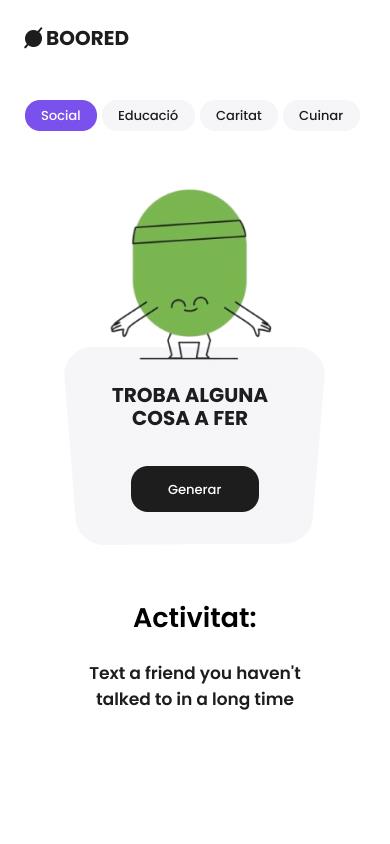 BOORED
Social Educació Caritat Cuinar
TROBA ALGUNA
COSA A FER
Generar
Activitat:
Text a friend you haven't
talked to in a long time